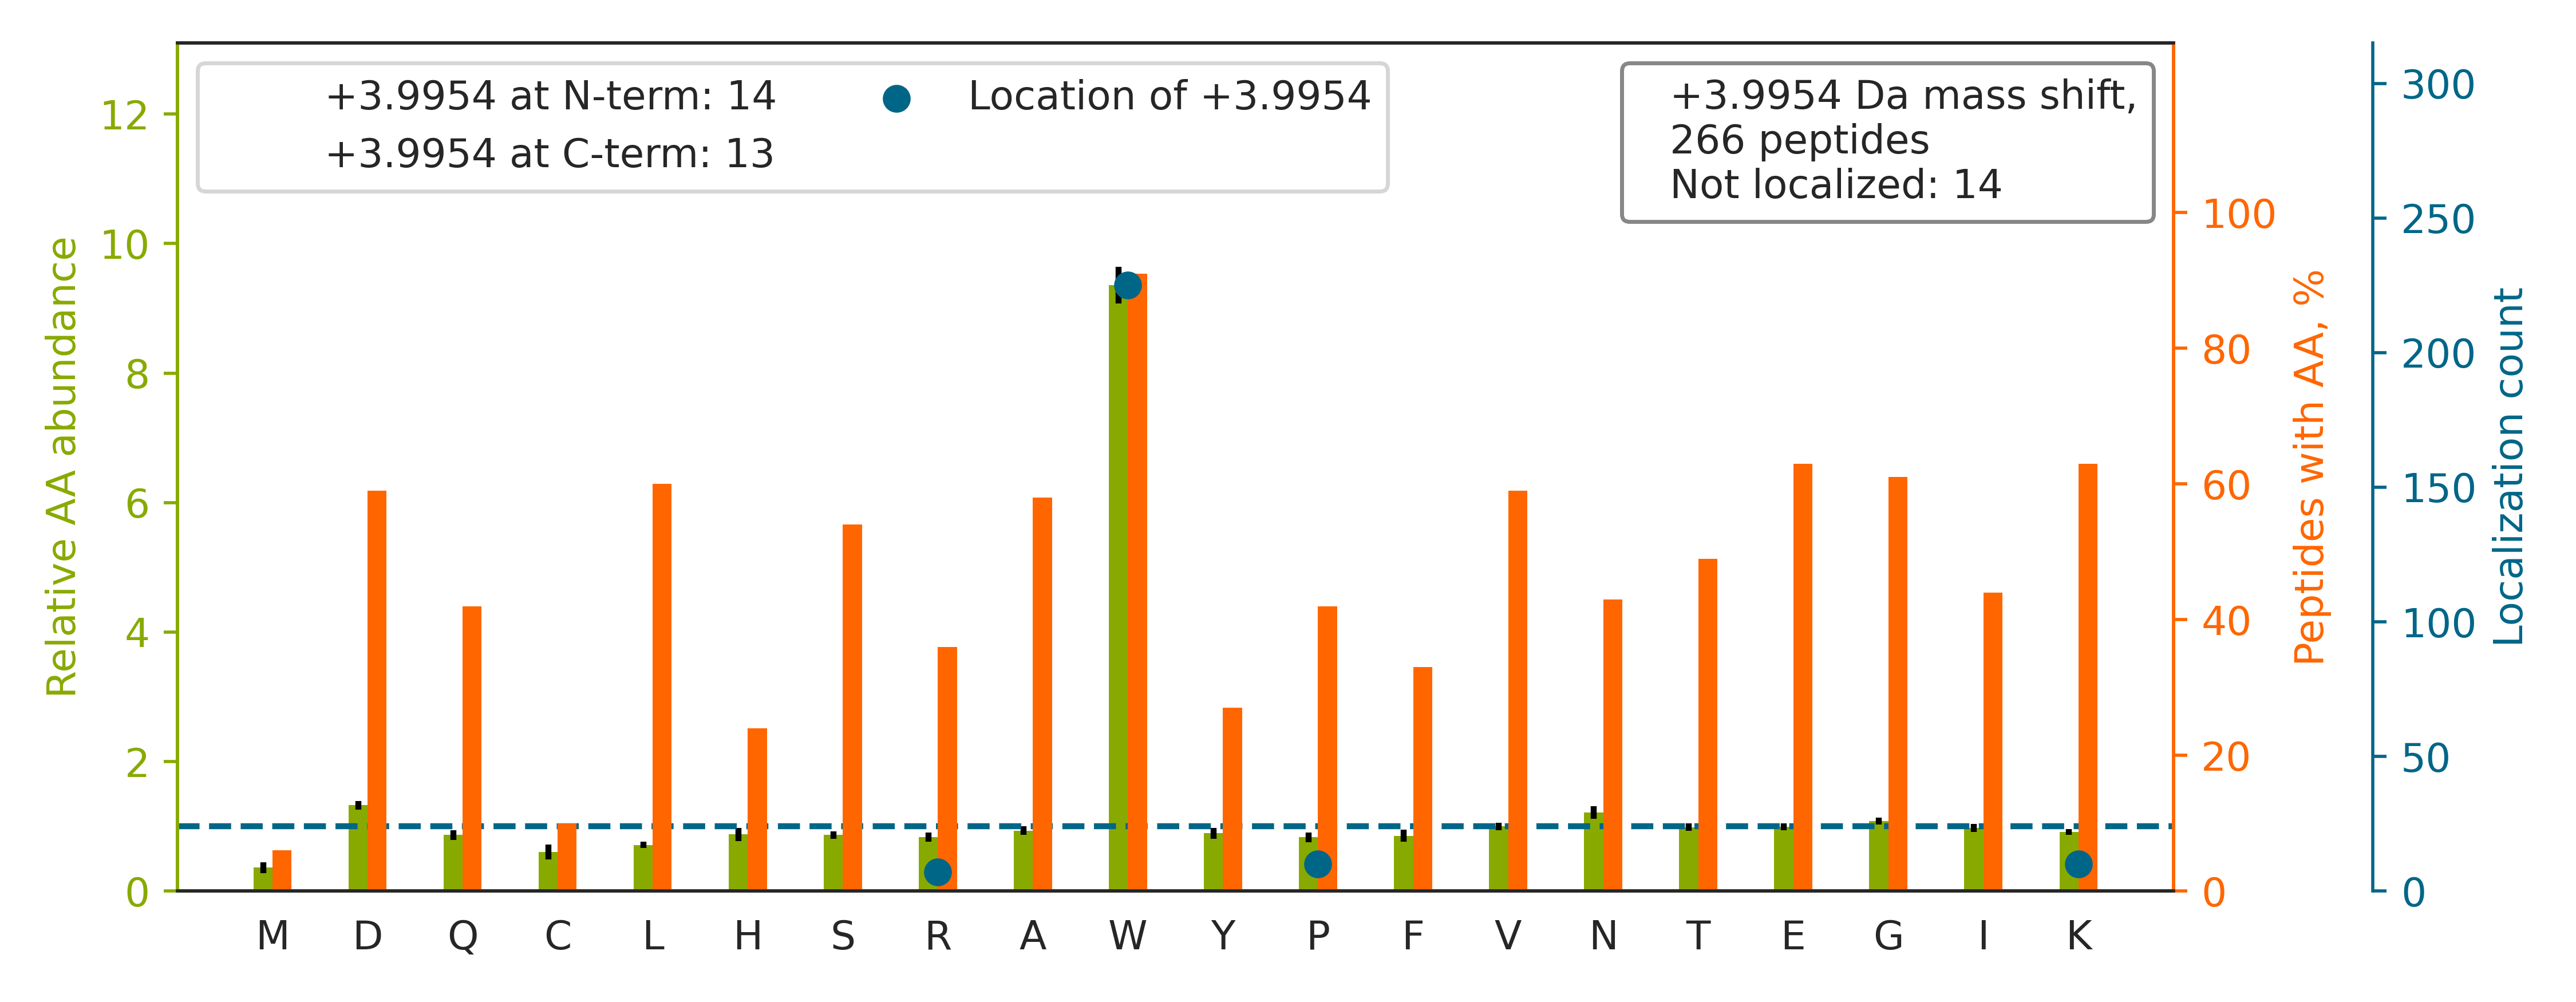 +3.9954 at N-term: 14
+3.9954 at C-term: 13
Location of +3.9954
+3.9954 Da mass shift,
266 peptides
Not localized: 14
Relative AA abundance
12
10
8
6
4
2
0
100
80
60
40
20
0
Peptides with AA, %
300
250
200
150
100
50
0
Localization count
M D Q C L H S R A W Y P F V N T E G I K